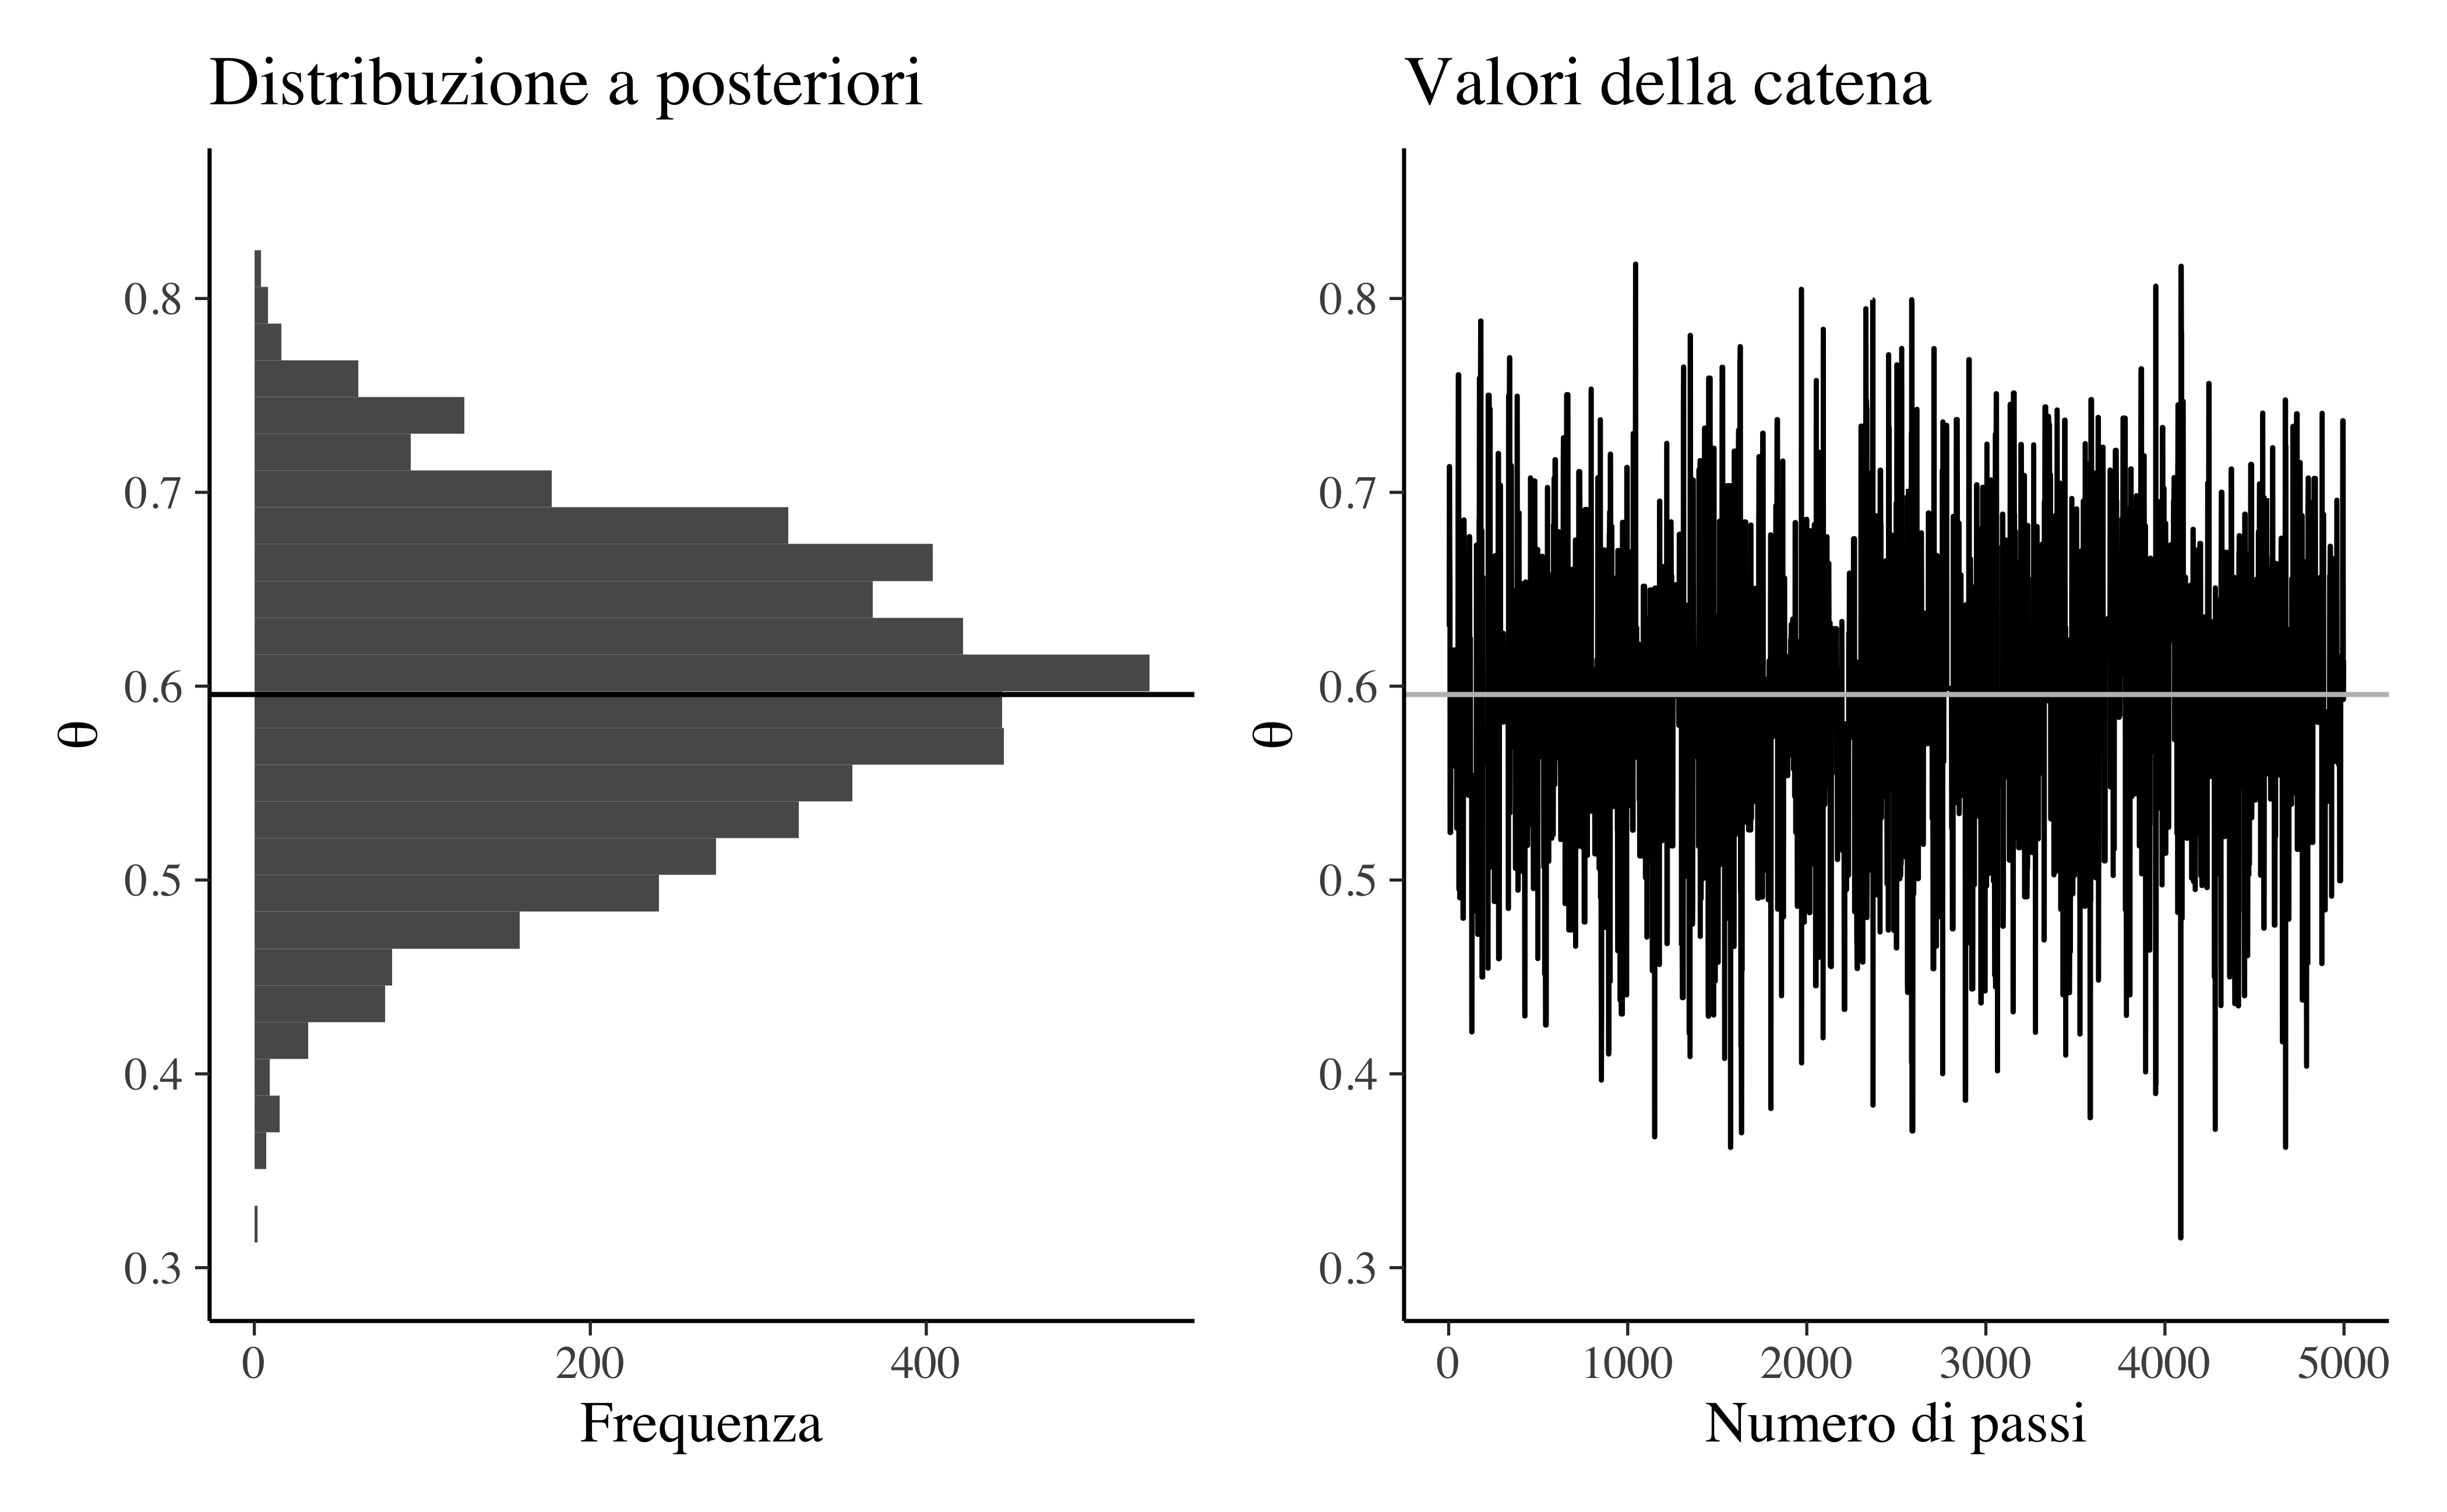 Distribuzione a posteriori
θ
0.8
0.7
0.6
0.5
0.4
0.3
0 200 400
Frequenza
Valori della catena
θ
0.8
0.7
0.6
0.5
0.4
0.3
0 1000 2000 3000 4000 5000
Numero di passi